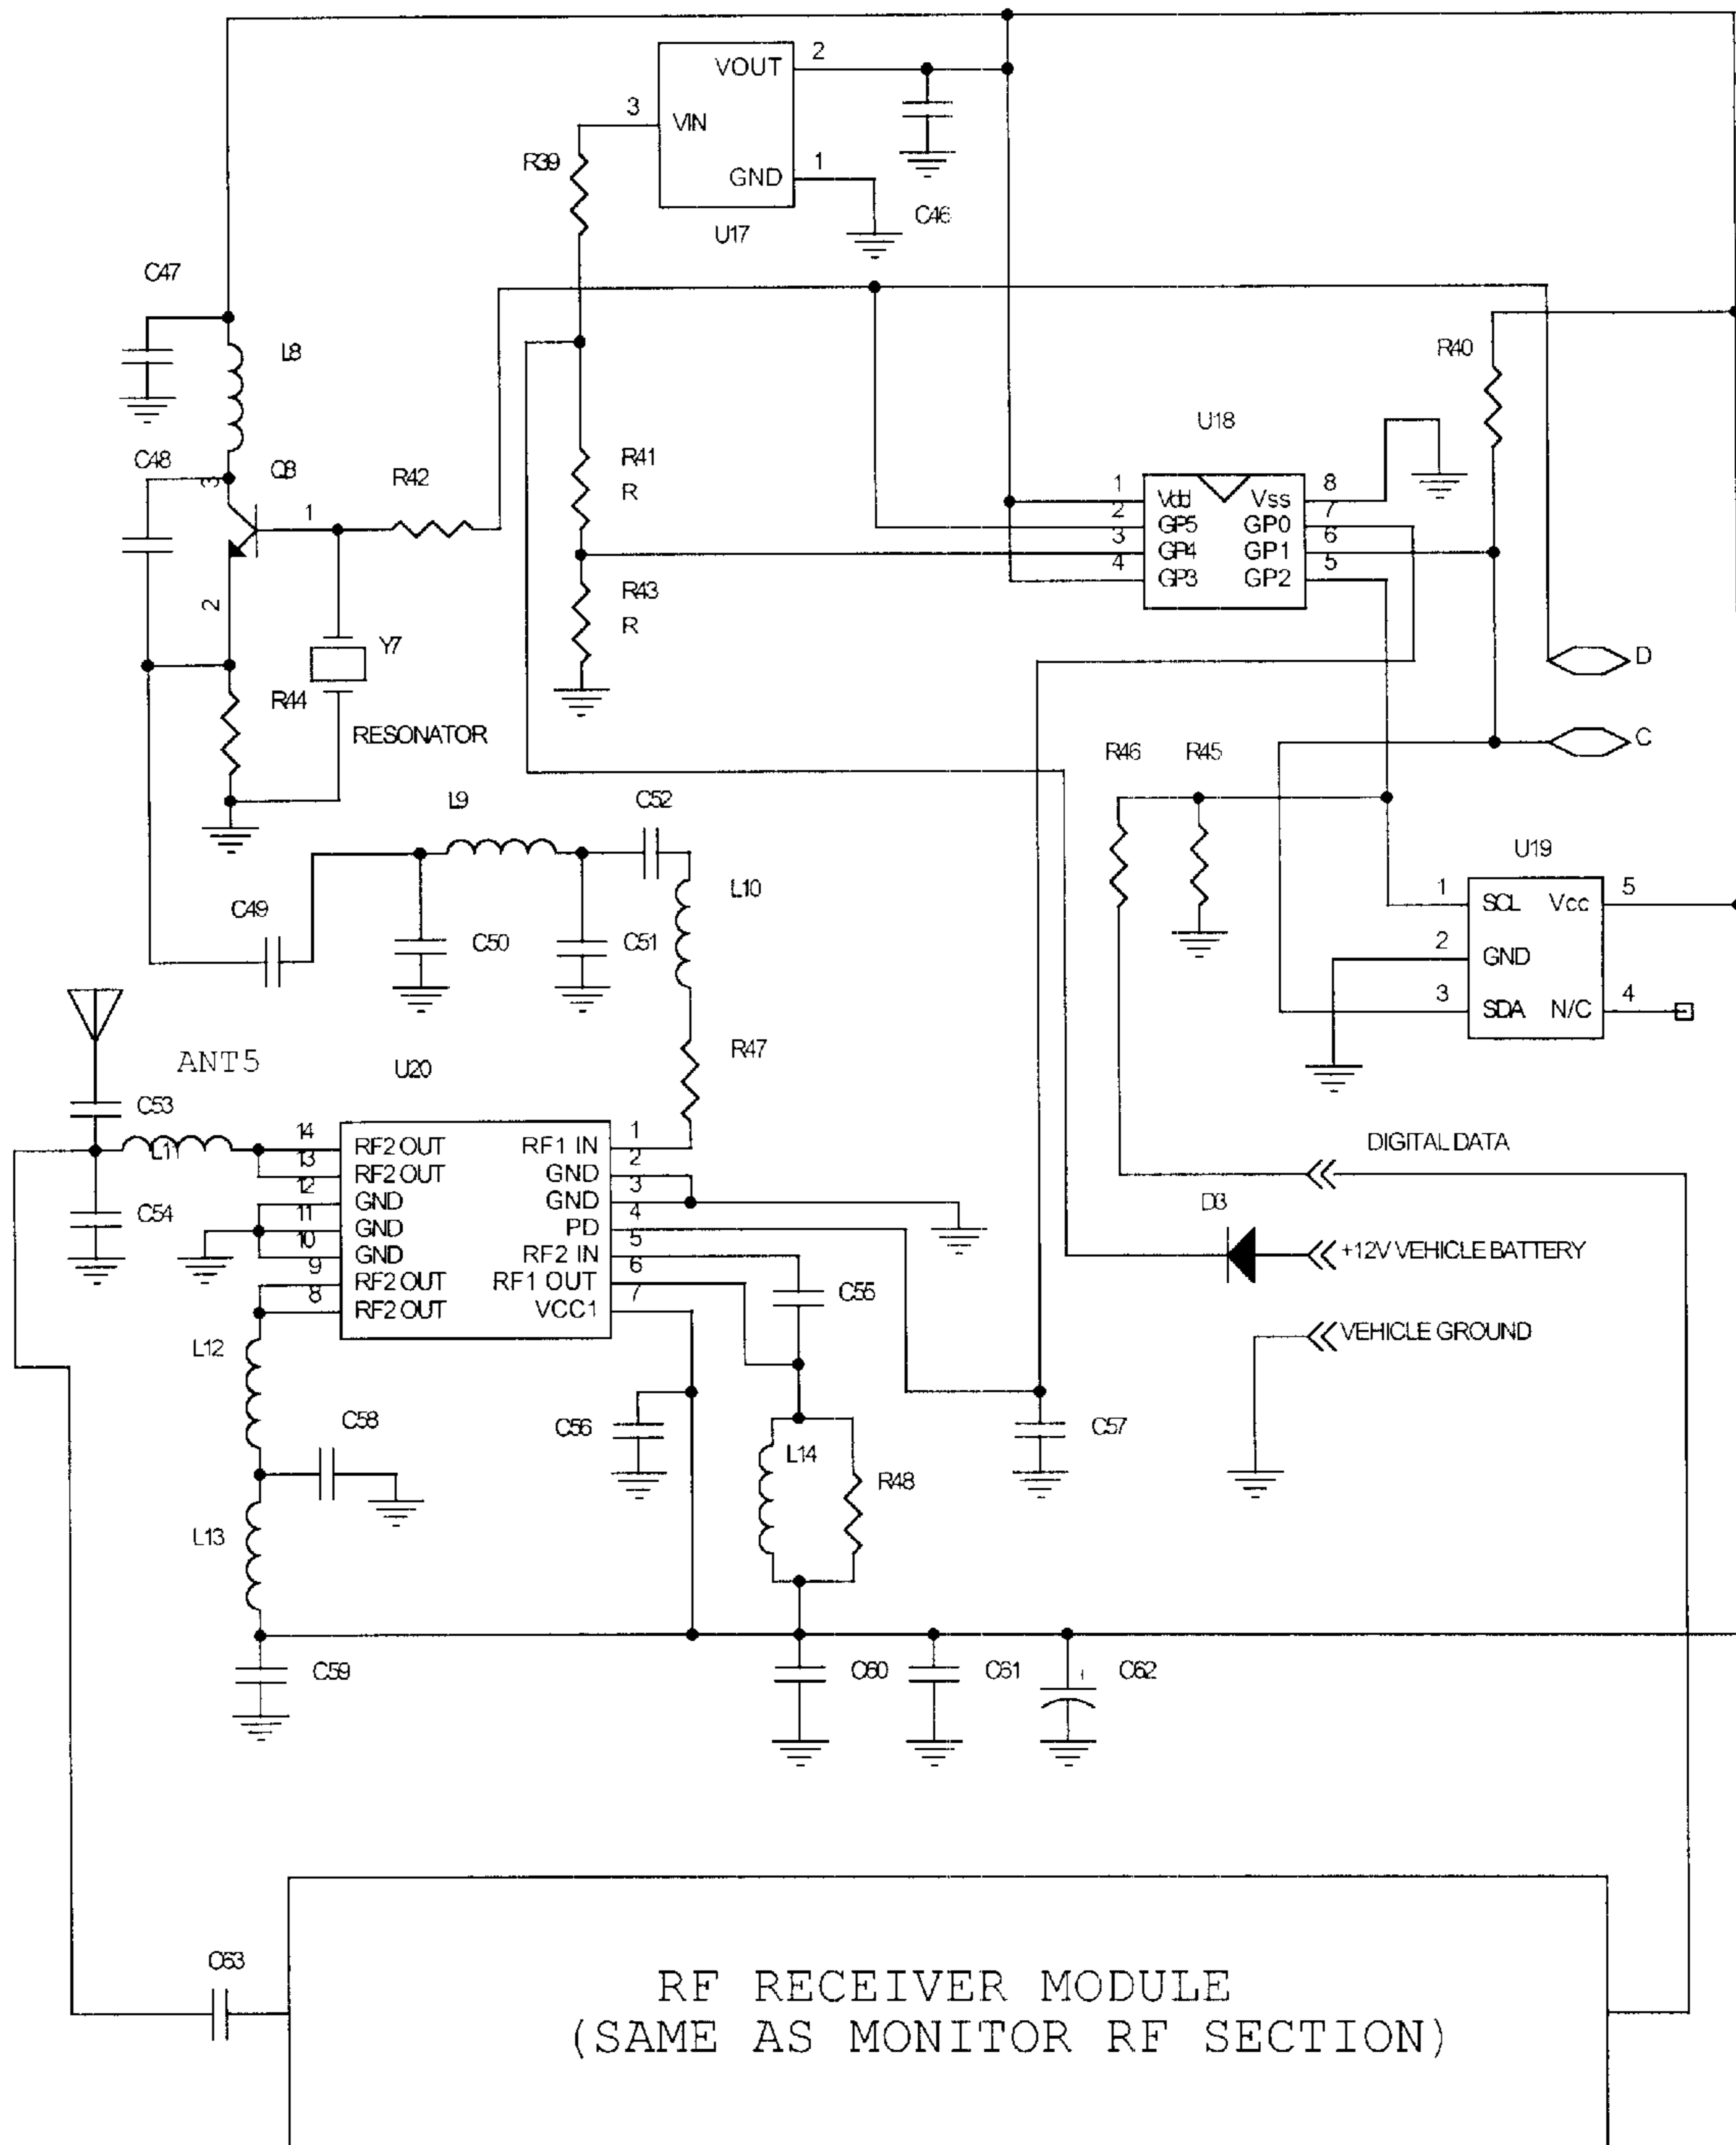 VOUT
2
3
VIN
R39
GND
1
U17
C46
C47
L8
R40
U18
C48
3
Q8
R42
R41
R
1
1
Vdd
Vss
8
2
GP5
GP0
7
3
GP4
GP1
6
4
GP3
GP2
5
2
R43
R
Y7
D
R44
RESONATOR
C
R46
R45
L9
C52
U19
L10
1
SCL
Vcc
5
C49
C50
C51
2
GND
3
SDA
N/C
4
R47
ANT5
U20
C53
L11
14
RF2 OUT
RF1 IN
1
13
RF2 OUT
GND
2
12
GND
GND
3
11
GND
PD
4
10
GND
RF2 IN
5
9
RF2 OUT
RF1 OUT
6
8
RF2 OUT
VCC1
7
DIGITAL DATA
C54
D3
+12V VEHICLE BATTERY
C55
VEHICLE GROUND
L12
C58
C56
C57
L14
R48
L13
C59
C60
C61
C62
C63
RF RECEIVER MODULE
(SAME AS MONITOR RF SECTION)